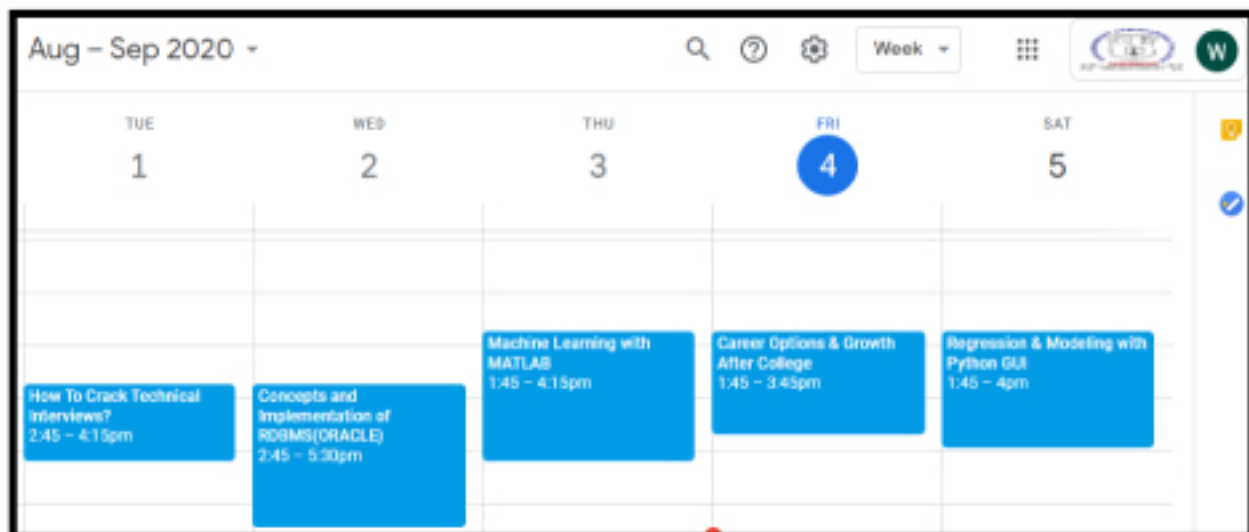 Aug – Sep 2020
Week
W
TUE
1
WED
2
THU
3
FRI
4
SAT
5
How To Crack Technical
Interviews?
2:45 – 4:15pm
Concepts and
Implementation of
RDBMS(ORACLE)
2:45 – 5:30pm
Machine Learning with
MATLAB
1:45 – 4:15pm
Career Options & Growth
After College
1:45 – 3:45pm
Regression & Modeling with
Python GUI
1:45 – 4pm